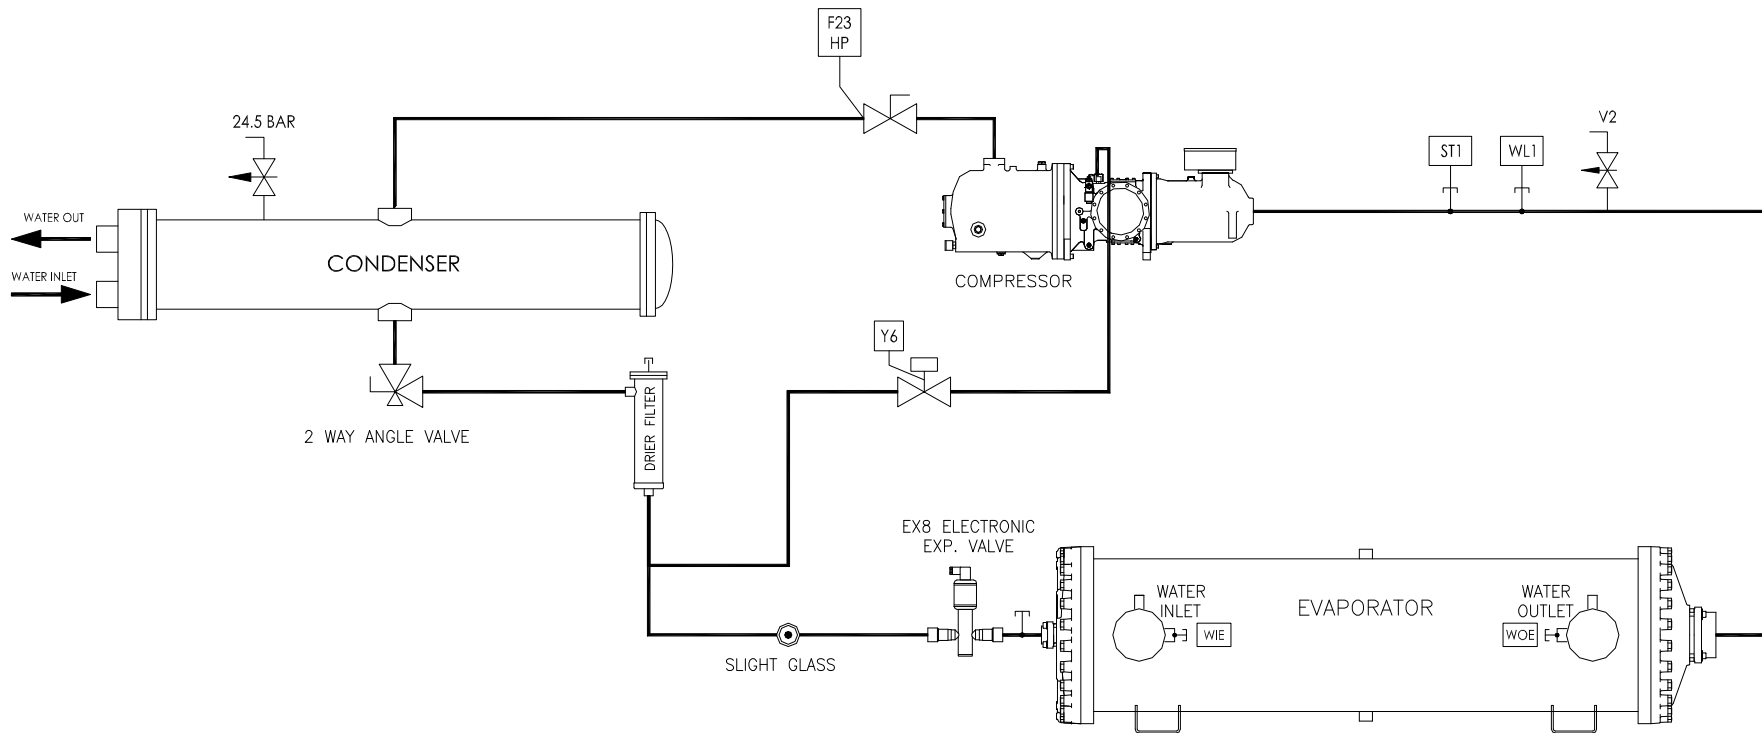 F23
HP
24.5 BAR
V2
ST1
WL1
WATER OUT
CONDENSER
WATER INLET
COMPRESSOR
Y6
DRIER FILTER
2 WAY ANGLE VALVE
EX8 ELECTRONIC
EXP. VALVE
WATER
INLET
EVAPORATOR
WATER
OUTLET
WIE
WOE
SLIGHT GLASS